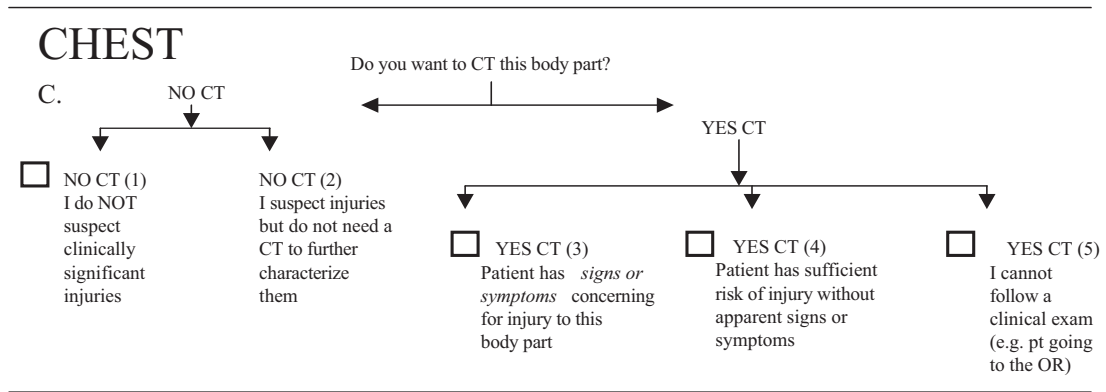 CHEST
Do you want to CT this body part?
C.
NO CT
YES CT
NO CT (1)
I do NOT
suspect
clinically
significant
injuries
NO CT (2)
I suspect injuries
but do not need a
CT to further
characterize
them
YES CT (3)
Patient has signs or
symptoms concerning
for injury to this
body part
YES CT (4)
Patient has sufficient
risk of injury without
apparent signs or
symptoms
YES CT (5)
I cannot
follow a
clinical exam
(e.g. pt going
to the OR)